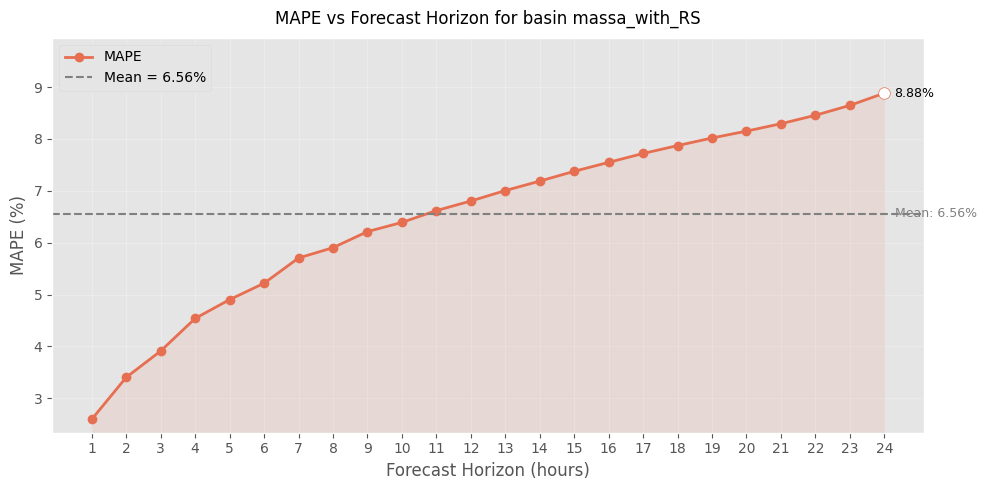 MAPE vs Forecast Horizon for basin massa_with_RS
MAPE
Mean = 6.56%
9
8
7
6
5
4
3
MAPE (%)
8.88%
Mean: 6.56%
1 2 3 4 5 6 7 8 9 10 11 12 13 14 15 16 17 18 19 20 21 22 23 24
Forecast Horizon (hours)